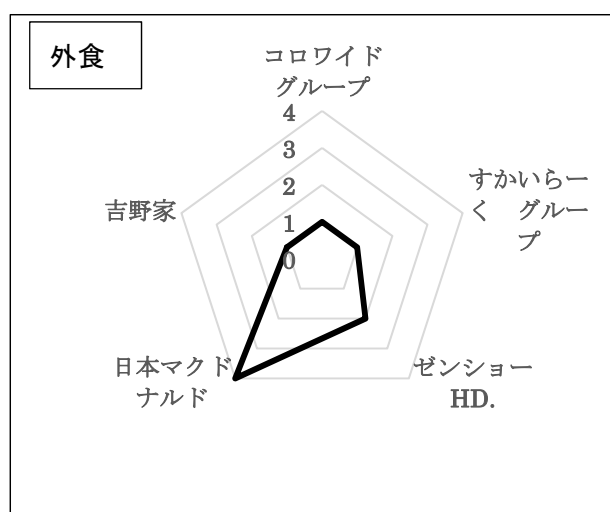 外食
コロワイド
グループ
4
3
2
1
0
すかいらー
く　グルー
プ
吉野家
日本マクド
ナルド
ゼンショー
HD.